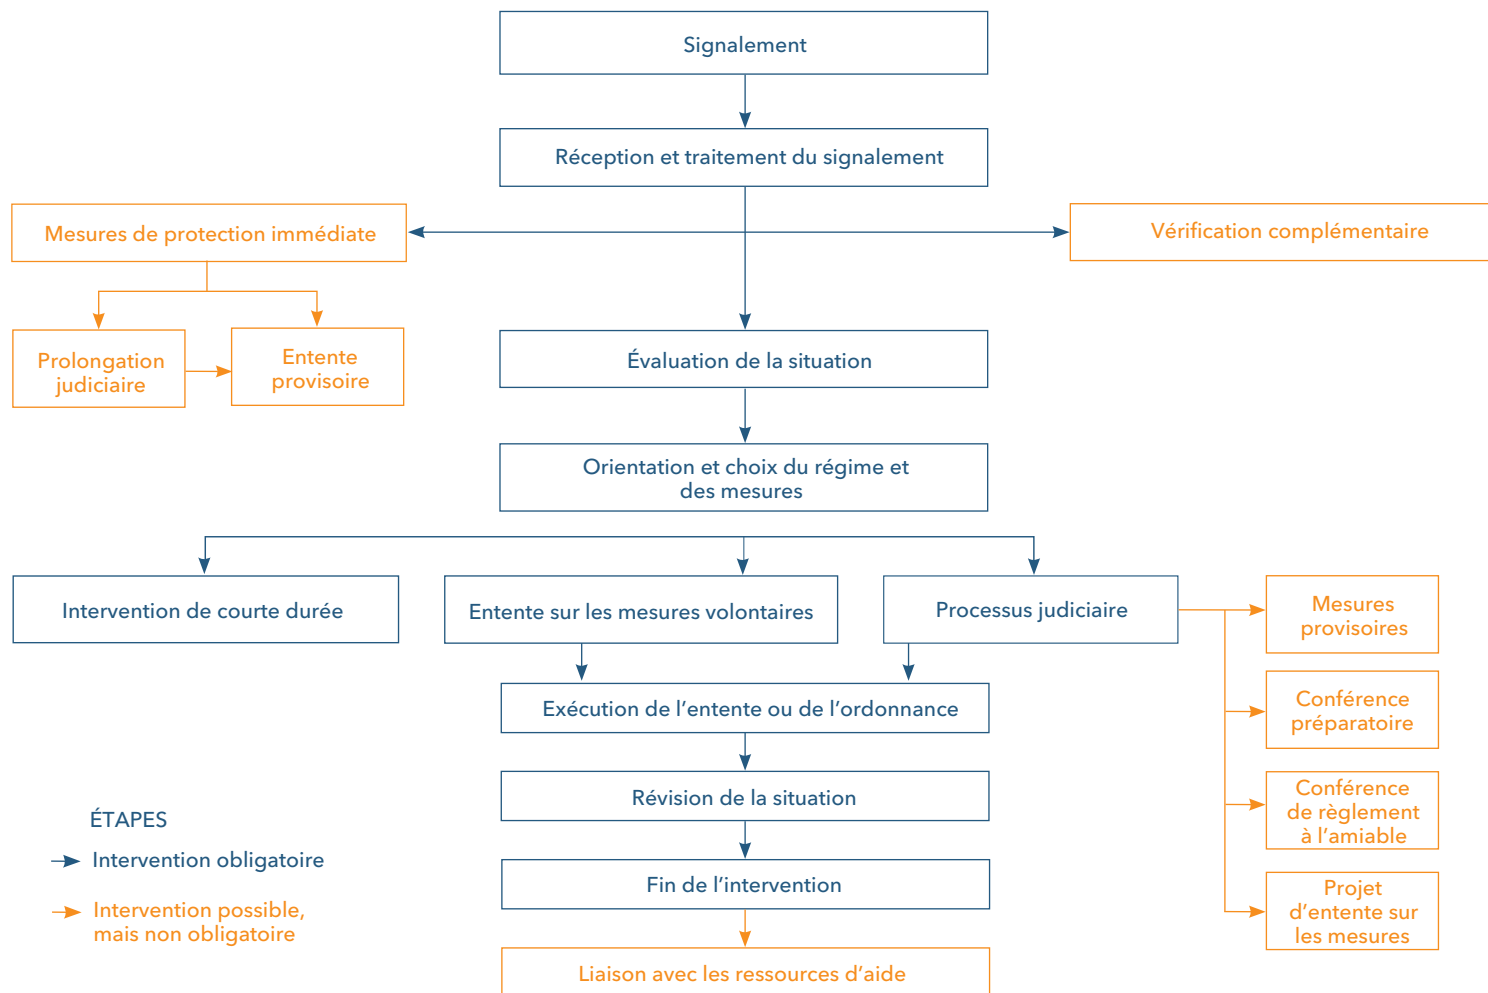 Signalement
Réception et traitement du signalement
Mesures de protection immédiate
Vérification complémentaire
Prolongation
judiciaire
Entente
provisoire
Évaluation de la situation
Orientation et choix du régime et
des mesures
Intervention de courte durée
Entente sur les mesures volontaires
Processus judiciaire
Mesures
provisoires
Exécution de l’entente ou de l’ordonnance
Conférence
préparatoire
Révision de la situation
Conférence
de règlement
à l’amiable
Fin de l’intervention
Projet
d’entente sur
les mesures
Liaison avec les ressources d’aide
ÉTAPES
Intervention obligatoire
Intervention possible,
mais non obligatoire